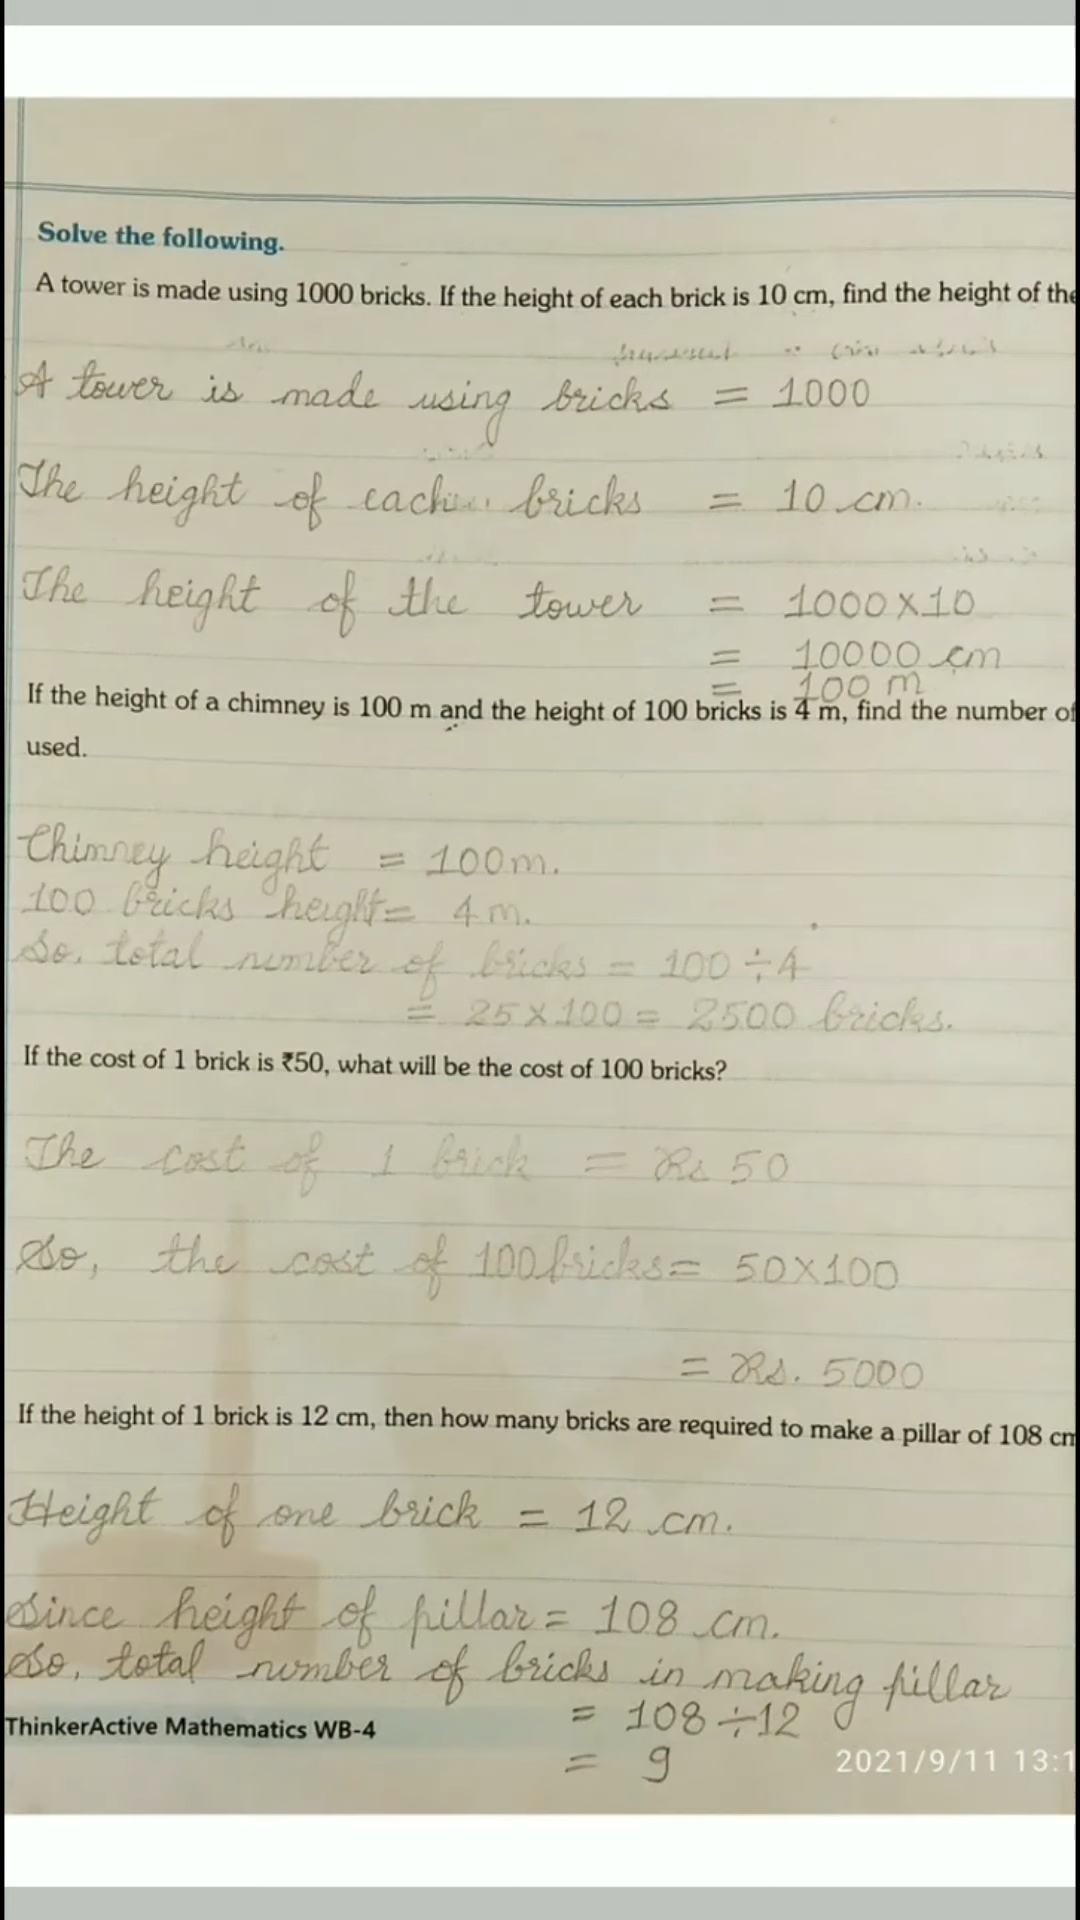 Solve the following.
A tower is made using 1000 bricks. If the height of each brick is 10 cm, find the height of the
A tower is made using bricks = 1000
The height of each bricks = 10 cm.
The height of the tower = 1000 x 10
= 10000 cm
= 100 m
If the height of a chimney is 100 m and the height of 100 bricks is 4 m, find the number of
used.
Chimney height = 100 m.
100 bricks height = 4 m.
So, total number of bricks = 100 ÷ 4
= 25 x 100 = 2500 bricks.
If the cost of 1 brick is ₹50, what will be the cost of 100 bricks?
The cost of 1 brick = Rs 50
So, the cost of 100 bricks = 50 x 100
= Rs. 5000
If the height of 1 brick is 12 cm, then how many bricks are required to make a pillar of 108 cm
Height of one brick = 12 cm.
Since height of pillar = 108 cm.
So, total number of bricks in making pillar
= 108 ÷ 12
= 9
ThinkerActive Mathematics WB-4
2021/9/11 13:1